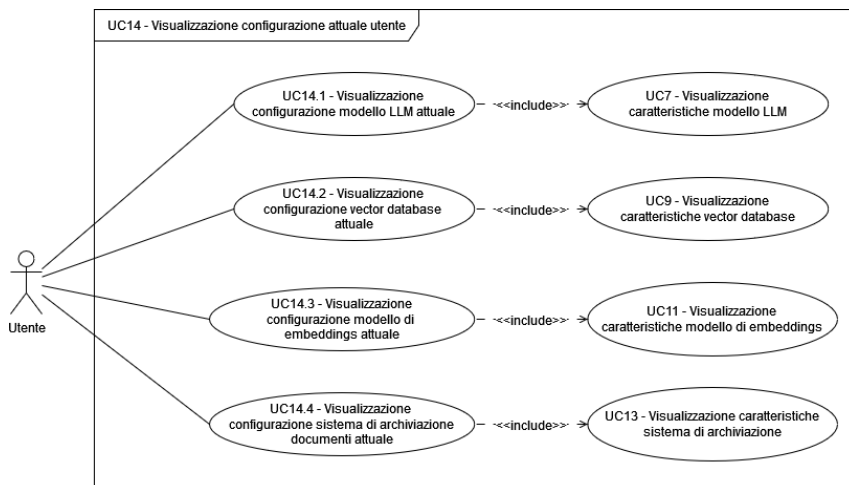 UC14 - Visualizzazione configurazione attuale utente
UC14.1 - Visualizzazione
configurazione modello LLM attuale
<<include>>
UC7 - Visualizzazione
caratteristiche modello LLM
UC14.2 - Visualizzazione
configurazione vector database
attuale
<<include>>
UC9 - Visualizzazione
caratteristiche vector database
Utente
UC14.3 - Visualizzazione
configurazione modello di
embeddings attuale
<<include>>
UC11 - Visualizzazione
caratteristiche modello di embeddings
UC14.4 - Visualizzazione
configurazione sistema di archiviazione
documenti attuale
<<include>>
UC13 - Visualizzazione caratteristiche
sistema di archiviazione